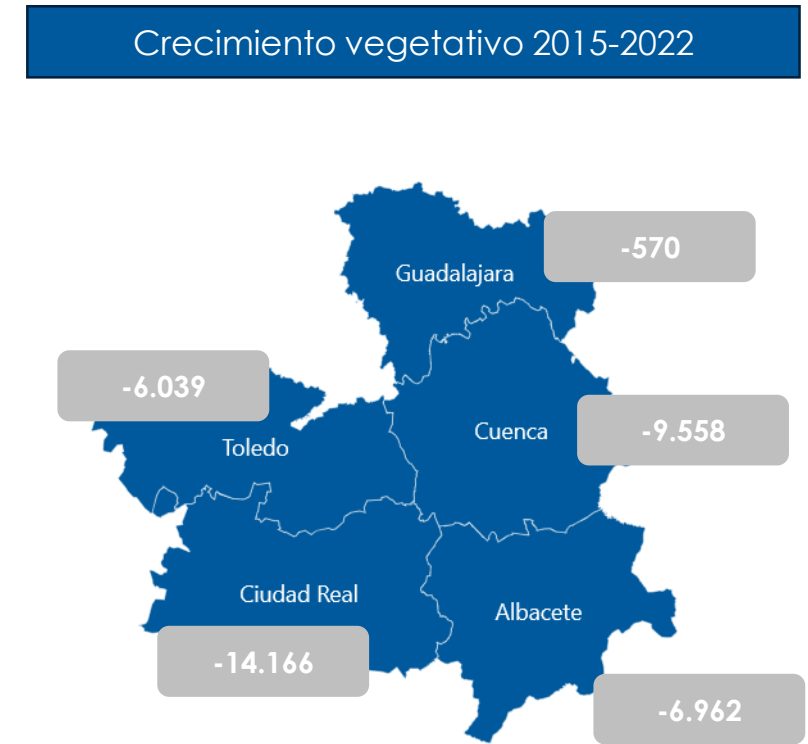 Crecimiento vegetativo 2015-2022
Guadalajara
-570
-6.039
Toledo
Cuenca
-9.558
Ciudad Real
-14.166
Albacete
-6.962